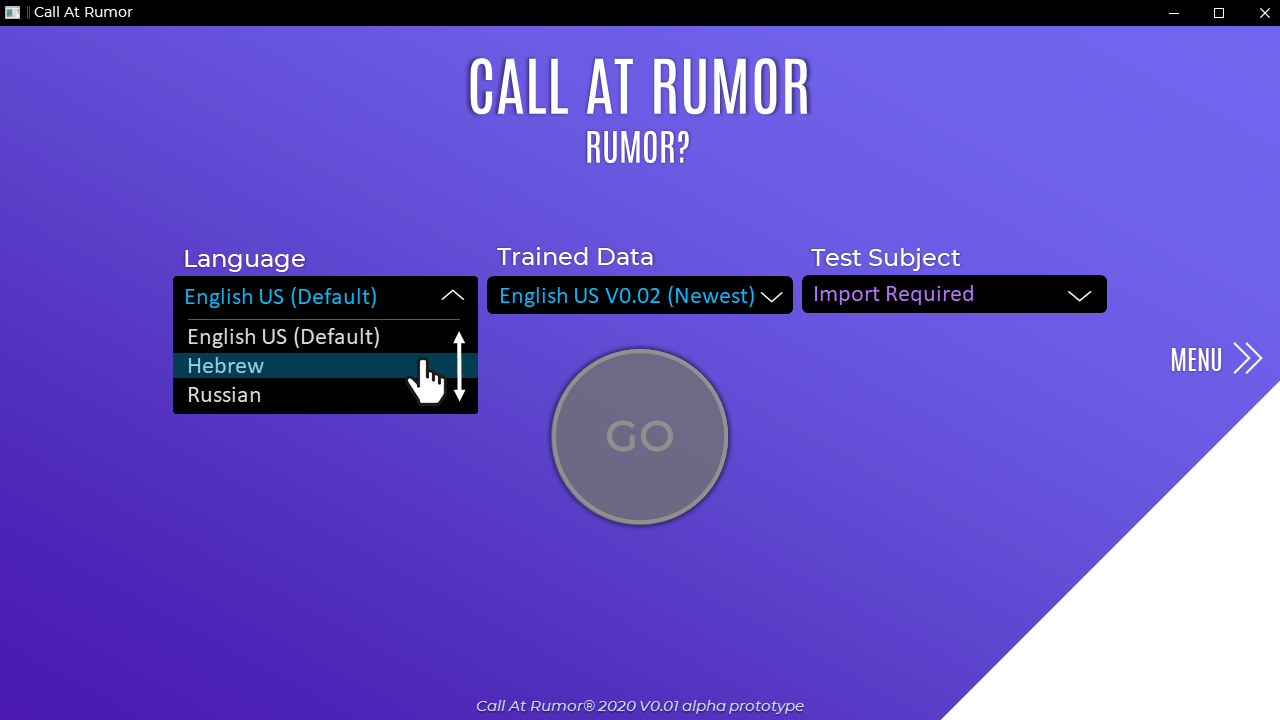 Call At Rumor
CALL AT RUMOR
RUMOR?
Language
Trained Data
Test Subject
English US (Default)
English US V0.02 (Newest)
Import Required
English US (Default)
Hebrew
Russian
MENU
GO
Call At Rumor® 2020 V0.01 alpha prototype